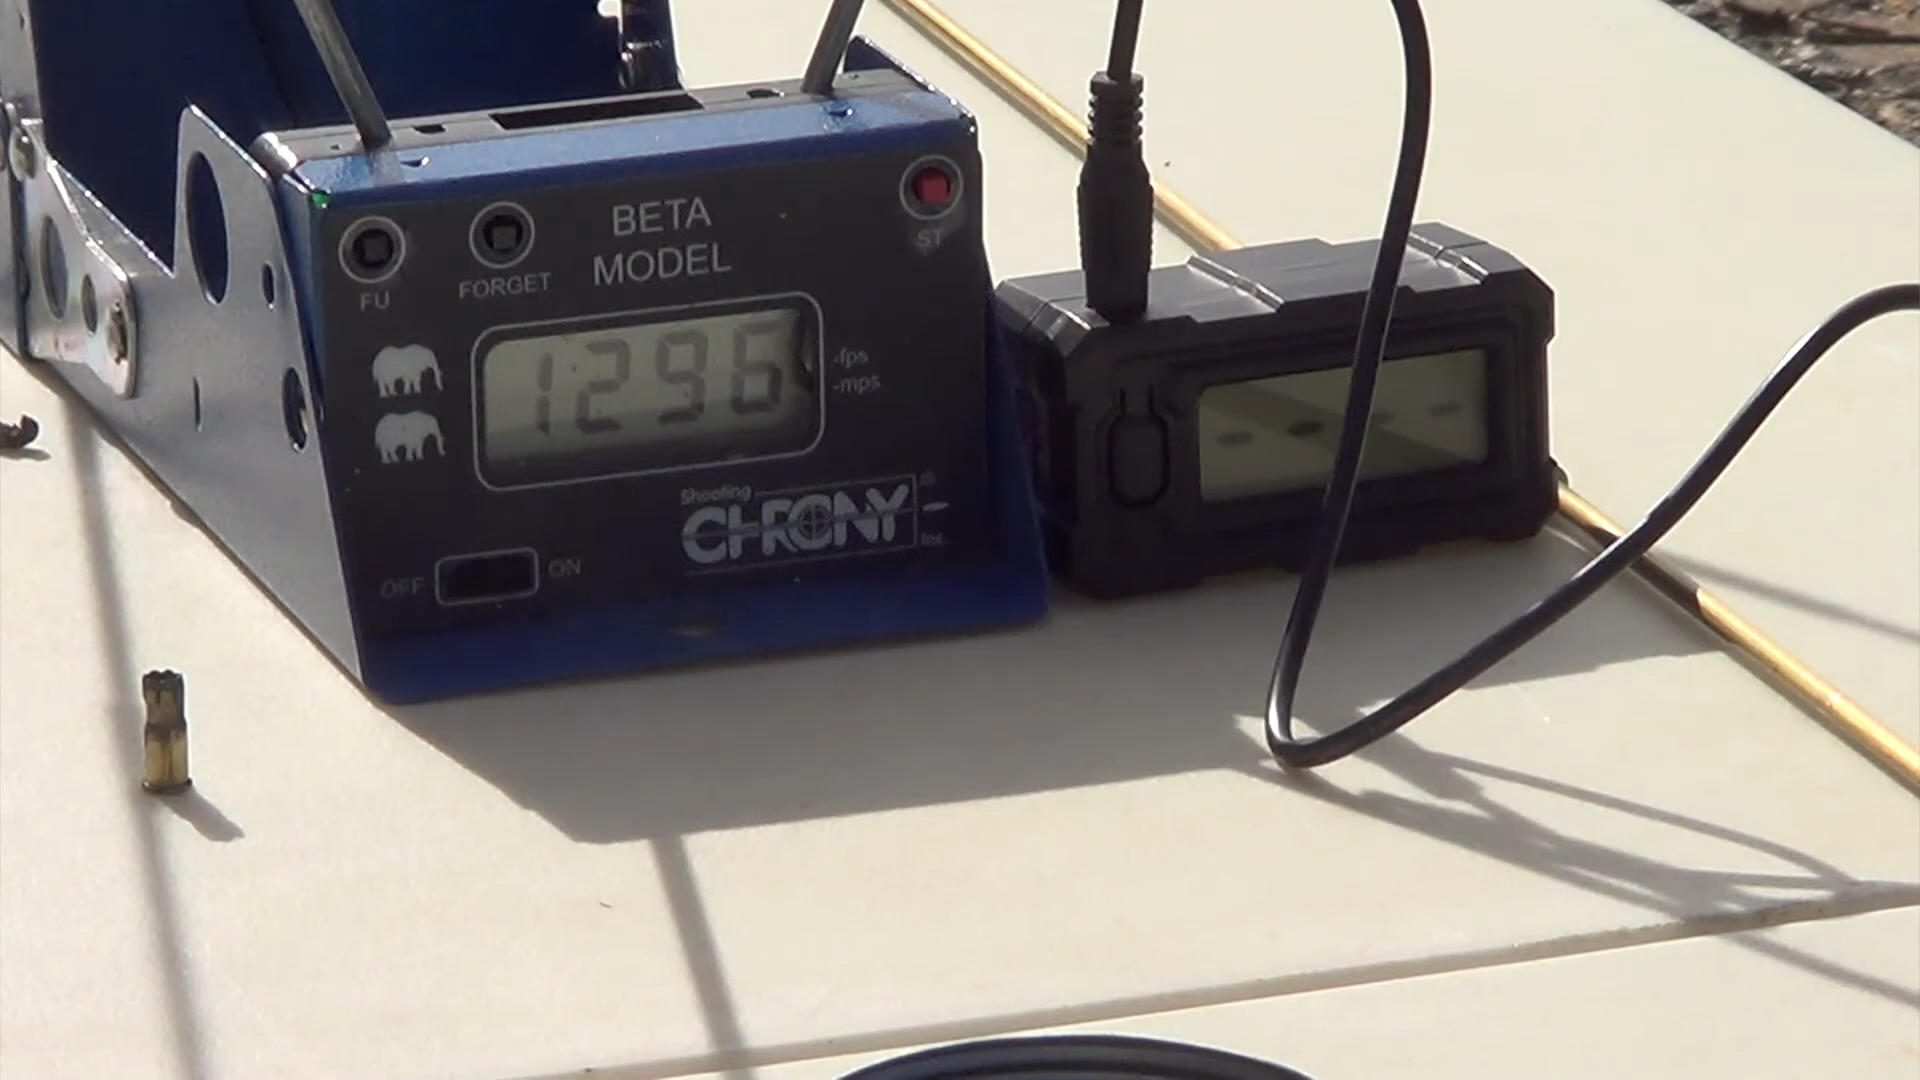 BETA
MODEL
FU
FORGET
ST
1296
-fps
-mps
Shooting
CHRONY
Inc.
OFF
ON
- - - -